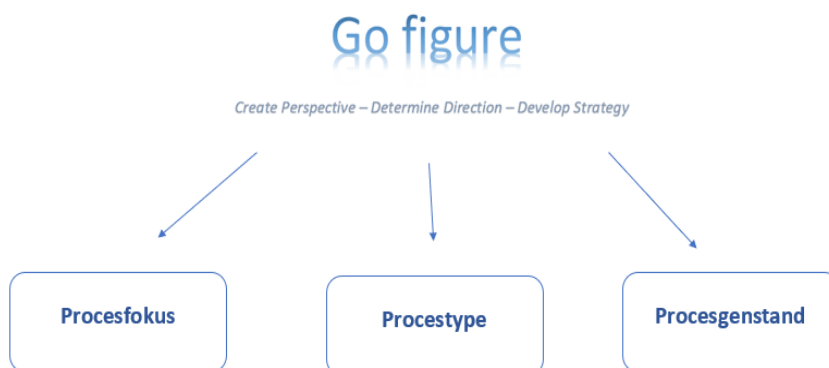 Go figure
Create Perspective – Determine Direction – Develop Strategy
Procesfokus
Procestype
Procesgenstand